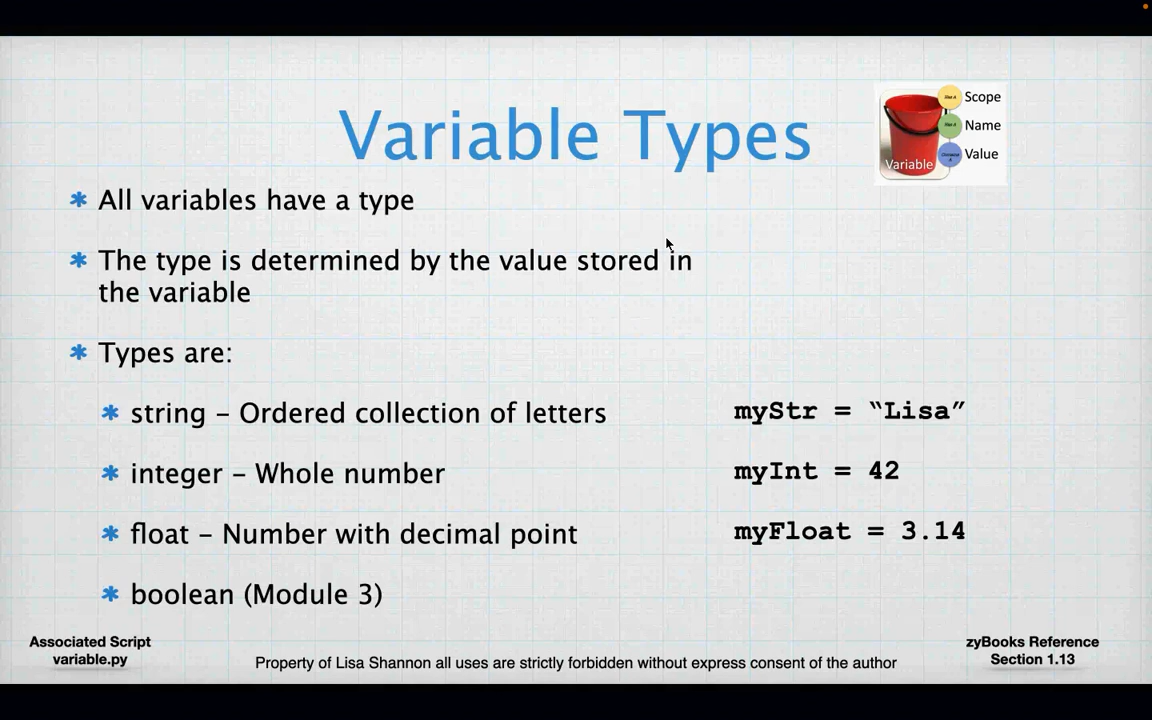 Variable Types
Scope
Name
Value
Variable
* All variables have a type
* The type is determined by the value stored in
the variable
* Types are:
* string – Ordered collection of letters
myStr = “Lisa”
* integer – Whole number
myInt = 42
* float – Number with decimal point
myFloat = 3.14
* boolean (Module 3)
Associated Script
variable.py
Property of Lisa Shannon all uses are strictly forbidden without express consent of the author
zyBooks Reference
Section 1.13